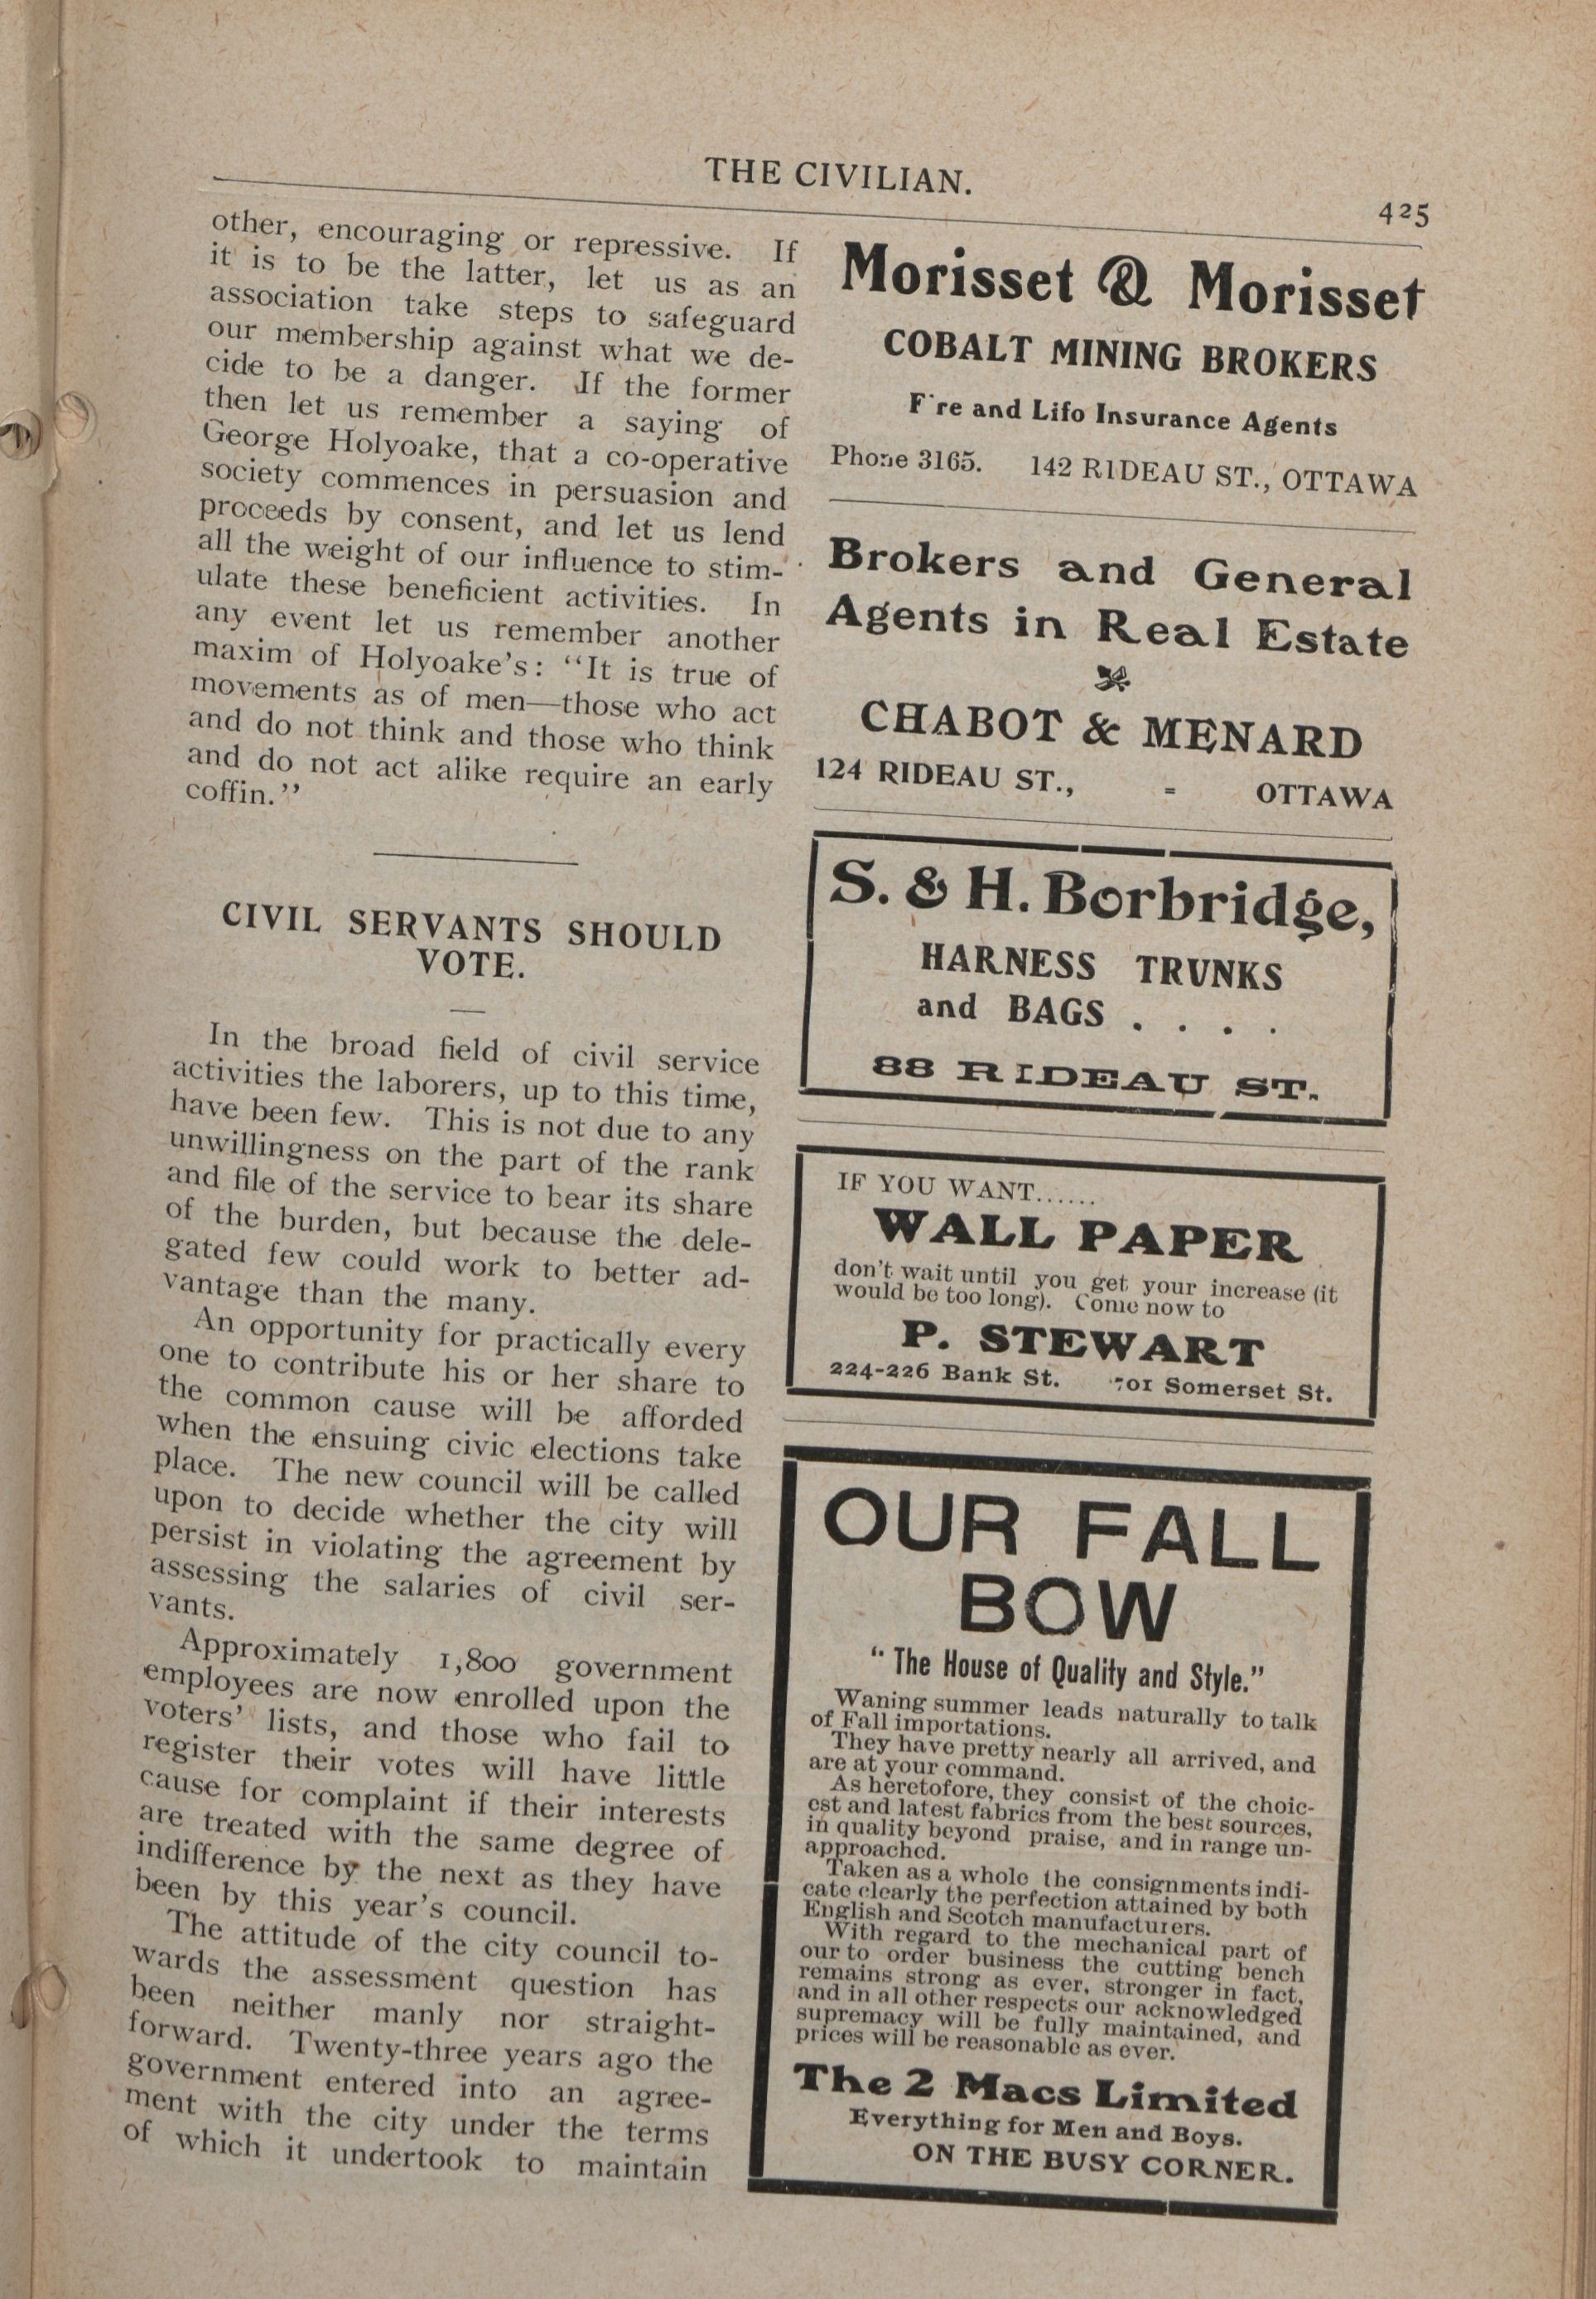 THE CIVILIAN.
425
other, encouraging or repressive. If
it is to be the latter, let us as an
association take steps to safeguard
our membership against what we de-
cide to be a danger. If the former
then let us remember a saying of
George Holyoake, that a co-operative
society commences in persuasion and
proceeds by consent, and let us lend
all the weight of our influence to stim-
ulate these beneficient activities. In
any event let us remember another
maxim of Holyoake's: "It is true of
movements as of men—those who act
and do not think and those who think
and do not act alike require an early
coffin."
CIVIL SERVANTS SHOULD
VOTE.
In the broad field of civil service
activities the laborers, up to this time,
have been few. This is not due to any
unwillingness on the part of the rank
and file of the service to bear its share
of the burden, but because the dele-
gated few could work to better ad-
vantage than the many.
An opportunity for practically every
one to contribute his or her share to
the common cause will be afforded
when the ensuing civic elections take
place. The new council will be called
upon to decide whether the city will
persist in violating the agreement by
assessing the salaries of civil ser-
vants.
Approximately 1,800 government
employees are now enrolled upon the
voters' lists, and those who fail to
register their votes will have little
cause for complaint if their interests
are treated with the same degree of
indifference by the next as they have
been by this year's council.
The attitude of the city council to-
wards the assessment question has
been neither manly nor straight-
forward. Twenty-three years ago the
government entered into an agree-
ment with the city under the terms
of which it undertook to maintain
Morisset & Morisset
COBALT MINING BROKERS
F're and Lifo Insurance Agents
Phone 3165. 142 RIDEAU ST., OTTAWA
Brokers and General
Agents in Real Estate
CHABOT & MENARD
124 RIDEAU ST., - OTTAWA
S. & H. Borbridge,
HARNESS TRUNKS
and BAGS . . . .
88 RIDEAU ST.
IF YOU WANT......
WALL PAPER
don't wait until you get your increase (it
would be too long). Come now to
P. STEWART
224-226 Bank St. 701 Somerset St.
OUR FALL
BOW
"The House of Quality and Style."
Waning summer leads naturally to talk
of Fall importations.
They have pretty nearly all arrived, and
are at your command.
As heretofore, they consist of the choic-
est and latest fabrics from the best sources,
in quality beyond praise, and in range un-
approached.
Taken as a whole the consignments indi-
cate clearly the perfection attained by both
English and Scotch manufacturers.
With regard to the mechanical part of
our to order business the cutting bench
remains strong as ever, stronger in fact,
and in all other respects our acknowledged
supremacy will be fully maintained, and
prices will be reasonable as ever.
The 2 Macs Limited
Everything for Men and Boys.
ON THE BUSY CORNER.